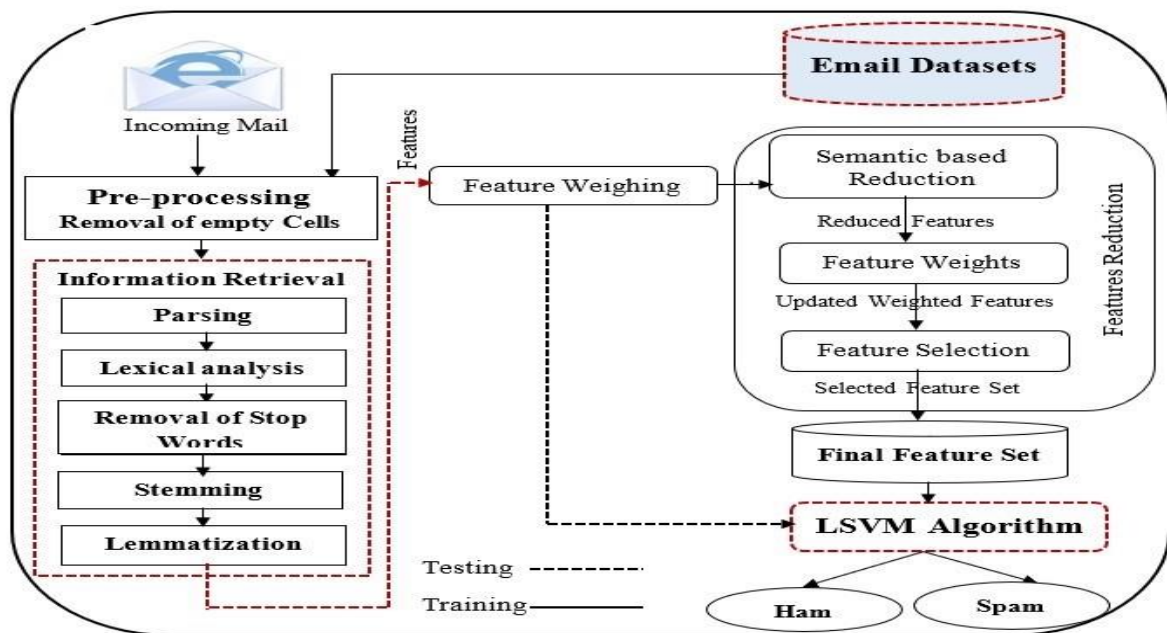 Email Datasets
Incoming Mail
Features
Pre-processing
Removal of empty Cells
Feature Weighing
Semantic based
Reduction
Reduced Features
Feature Weights
Updated Weighted Features
Feature Selection
Selected Feature Set
Features Reduction
Information Retrieval
Parsing
Lexical analysis
Removal of Stop
Words
Stemming
Lemmatization
Final Feature Set
LSVM Algorithm
Testing
Training
Ham
Spam